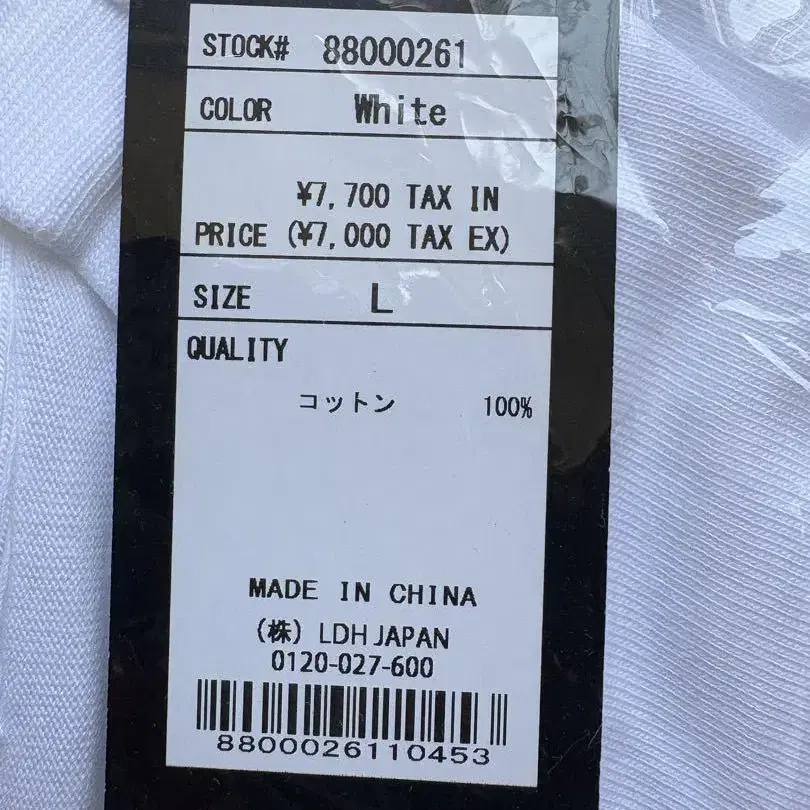 STOCK# 88000261
COLOR White
¥7,700 TAX IN
PRICE (¥7,000 TAX EX)
SIZE L
QUALITY
コットン 100%
MADE IN CHINA
(株) LDH JAPAN
0120-027-600
8800026110453